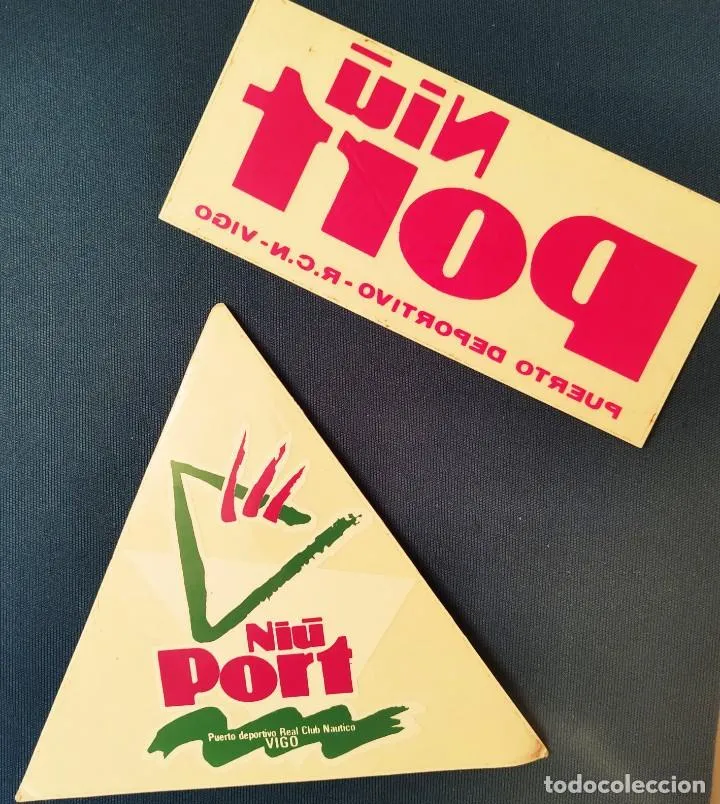 Niū
Port
PUERTO DEPORTIVO - R.C.N - VIGO
Niū
Port
Puerto deportivo Real Club Nautico
VIGO
todocoleccion